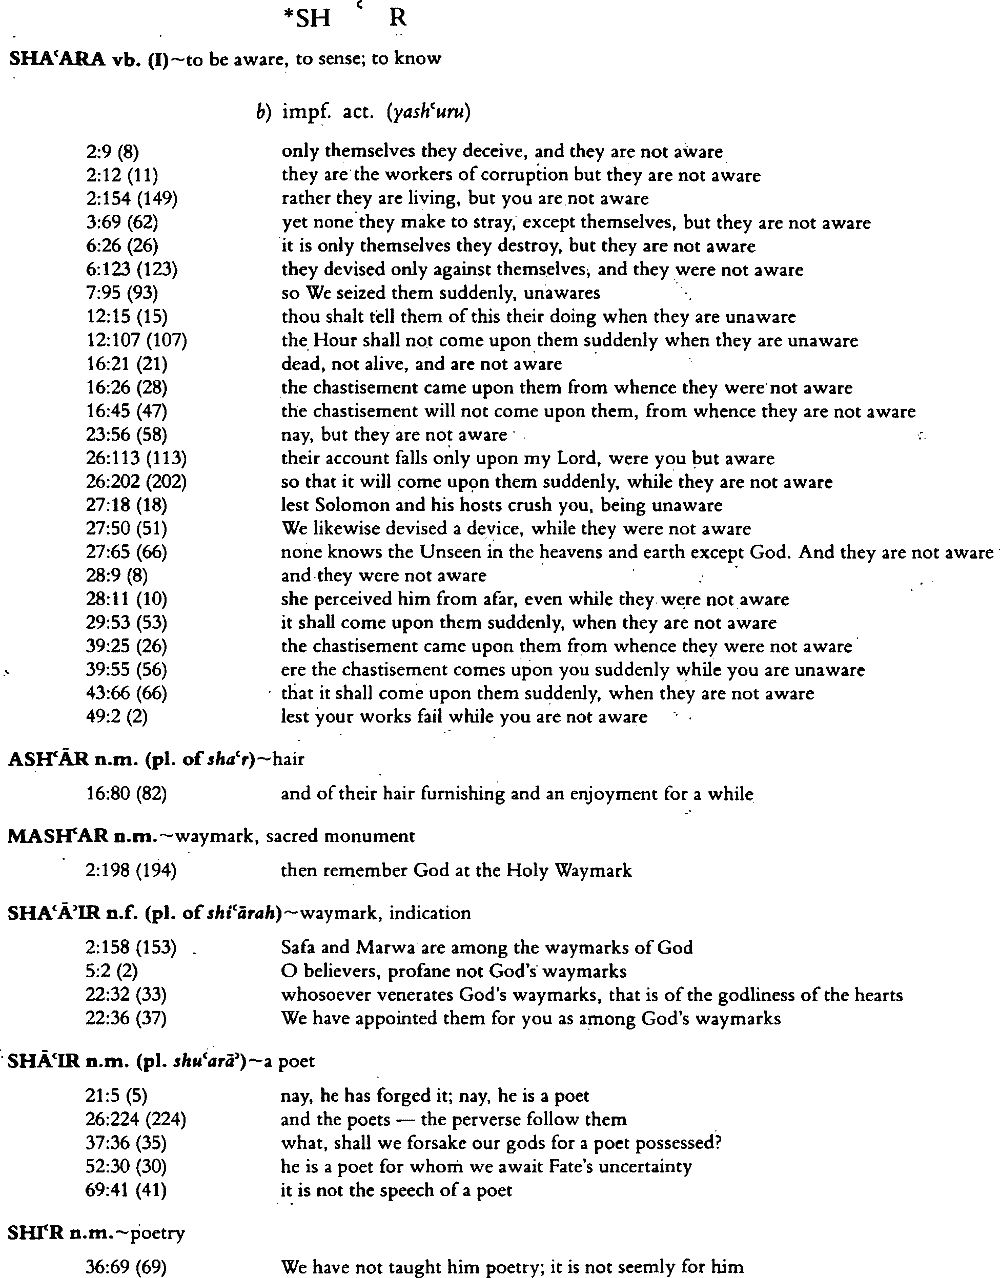 *SH ʿ R
SHAʿARA vb. (I)~to be aware, to sense; to know
b) impf. act. (yashʿuru)
2:9 (8) only themselves they deceive, and they are not aware
2:12 (11) they are the workers of corruption but they are not aware
2:154 (149) rather they are living, but you are not aware
3:69 (62) yet none they make to stray, except themselves, but they are not aware
6:26 (26) it is only themselves they destroy, but they are not aware
6:123 (123) they devised only against themselves, and they were not aware
7:95 (93) so We seized them suddenly, unawares
12:15 (15) thou shalt tell them of this their doing when they are unaware
12:107 (107) the Hour shall not come upon them suddenly when they are unaware
16:21 (21) dead, not alive, and are not aware
16:26 (28) the chastisement came upon them from whence they were not aware
16:45 (47) the chastisement will not come upon them, from whence they are not aware
23:56 (58) nay, but they are not aware
26:113 (113) their account falls only upon my Lord, were you but aware
26:202 (202) so that it will come upon them suddenly, while they are not aware
27:18 (18) lest Solomon and his hosts crush you, being unaware
27:50 (51) We likewise devised a device, while they were not aware
27:65 (66) none knows the Unseen in the heavens and earth except God. And they are not aware
28:9 (8) and they were not aware
28:11 (10) she perceived him from afar, even while they were not aware
29:53 (53) it shall come upon them suddenly, when they are not aware
39:25 (26) the chastisement came upon them from whence they were not aware
39:55 (56) ere the chastisement comes upon you suddenly while you are unaware
43:66 (66) that it shall come upon them suddenly, when they are not aware
49:2 (2) lest your works fail while you are not aware
ASHʿĀR n.m. (pl. of shaʿr)~hair
16:80 (82) and of their hair furnishing and an enjoyment for a while
MASHʿAR n.m.~waymark, sacred monument
2:198 (194) then remember God at the Holy Waymark
SHAʿĀʾIR n.f. (pl. of shiʿārah)~waymark, indication
2:158 (153) Safa and Marwa are among the waymarks of God
5:2 (2) O believers, profane not God's waymarks
22:32 (33) whosoever venerates God's waymarks, that is of the godliness of the hearts
22:36 (37) We have appointed them for you as among God's waymarks
SHĀʿIR n.m. (pl. shuʿarāʾ)~a poet
21:5 (5) nay, he has forged it; nay, he is a poet
26:224 (224) and the poets — the perverse follow them
37:36 (35) what, shall we forsake our gods for a poet possessed?
52:30 (30) he is a poet for whom we await Fate's uncertainty
69:41 (41) it is not the speech of a poet
SHIʿR n.m.~poetry
36:69 (69) We have not taught him poetry; it is not seemly for him